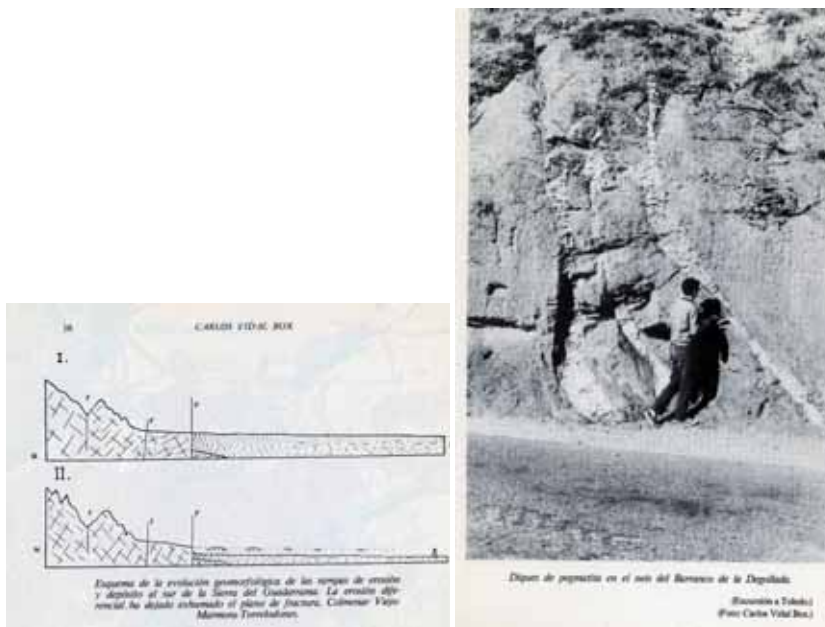 16 CARLOS VIDAL BOX
I.
II.
Esquema de la evolución geomorfológica de las rampas de erosión
y depósito al sur de la Sierra del Guadarrama. La erosión dife
rencial ha dejado exhumado el plano de fractura. Colmenar Viejo
Torrelodones.
Diques de pegmatita en el neis del Barranco de la Degollada.
(Excursión a Toledo.)
(Foto Carlos Vidal Box.)